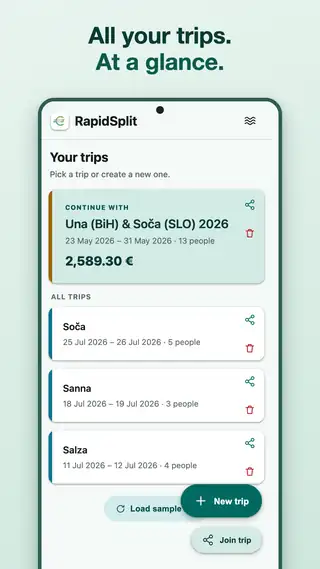 All your trips.
At a glance.
RapidSplit
Your trips
Pick a trip or create a new one.
CONTINUE WITH
Una (BiH) & Soča (SLO) 2026
23 May 2026 – 31 May 2026 · 13 people
2,589.30 €
ALL TRIPS
Soča
25 Jul 2026 – 26 Jul 2026 · 5 people
Sanna
18 Jul 2026 – 19 Jul 2026 · 3 people
Salza
11 Jul 2026 – 12 Jul 2026 · 4 people
Load sample
New trip
Join trip